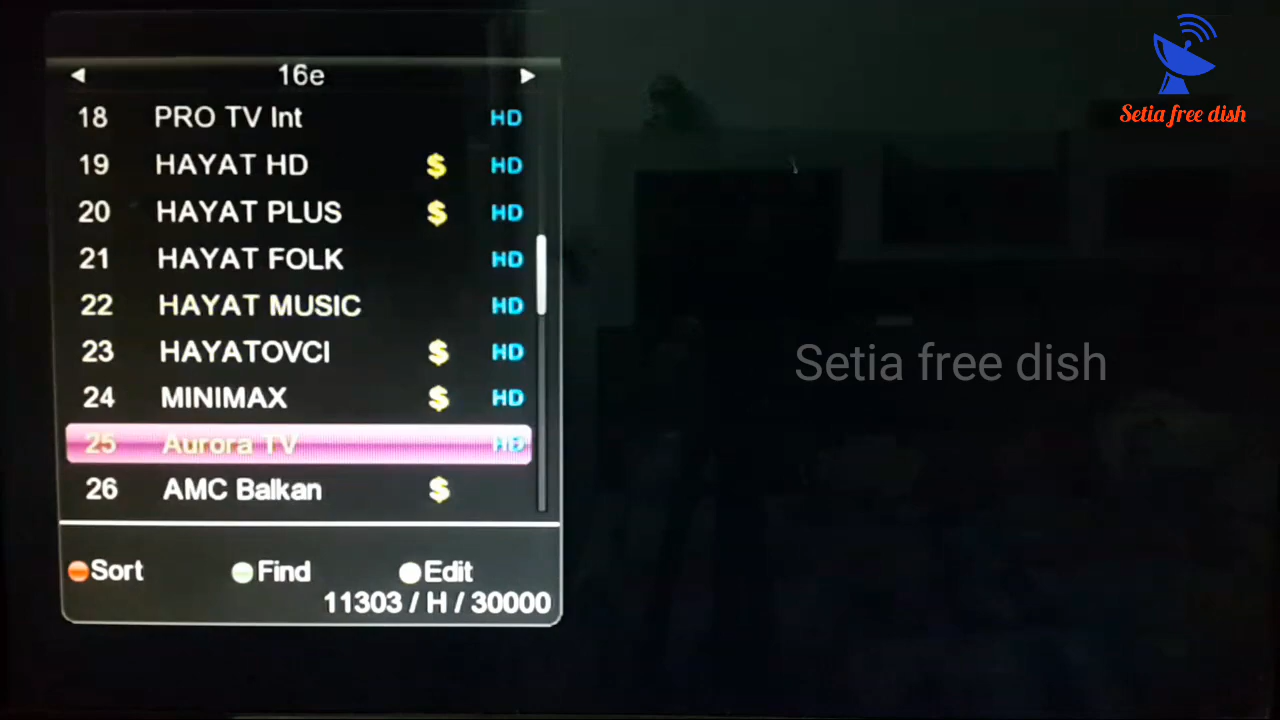 16e
18 PRO TV Int HD
19 HAYAT HD $ HD
20 HAYAT PLUS $ HD
21 HAYAT FOLK HD
22 HAYAT MUSIC HD
23 HAYATOVCI $ HD
24 MINIMAX $ HD
25 Aurora TV HD
26 AMC Balkan $
Sort Find Edit
11303 / H / 30000
Setia free dish
Setia free dish